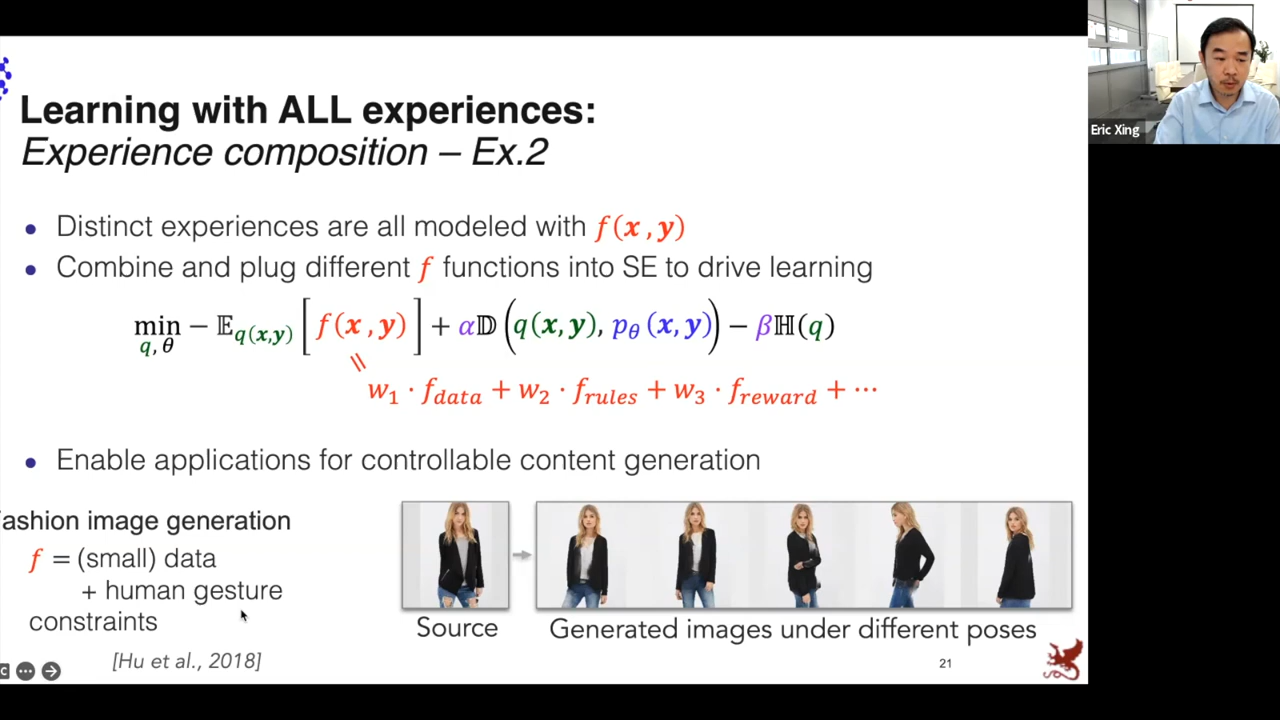 Learning with ALL experiences:
Experience composition – Ex.2
• Distinct experiences are all modeled with f(x, y)
• Combine and plug different f functions into SE to drive learning
min q, θ − 𝔼q(x,y) [ f(x, y) ] + α𝔻 ( q(x,y), pθ (x, y) ) − βℍ(q)
=
w₁ · f_data + w₂ · f_rules + w₃ · f_reward + ⋯
• Enable applications for controllable content generation
ashion image generation
f = (small) data
+ human gesture
constraints
Source
Generated images under different poses
[Hu et al., 2018]
21
Eric Xing